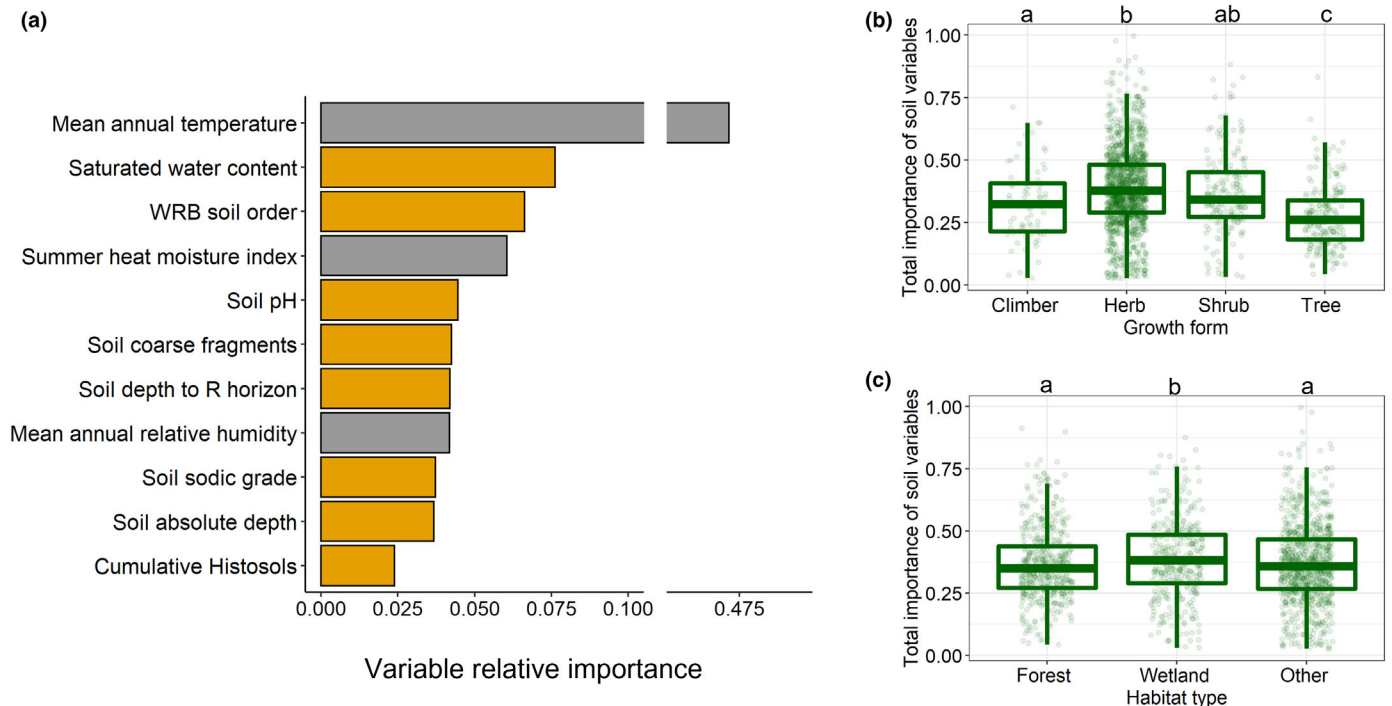 (a)
Mean annual temperature
Saturated water content
WRB soil order
Summer heat moisture index
Soil pH
Soil coarse fragments
Soil depth to R horizon
Mean annual relative humidity
Soil sodic grade
Soil absolute depth
Cumulative Histosols
0.000 0.025 0.050 0.075 0.100 0.475
Variable relative importance
(b)
a b ab c
Total importance of soil variables
1.00
0.75
0.50
0.25
0.00
Climber Herb Shrub Tree
Growth form
(c)
a b a
Total importance of soil variables
1.00
0.75
0.50
0.25
0.00
Forest Wetland Other
Habitat type